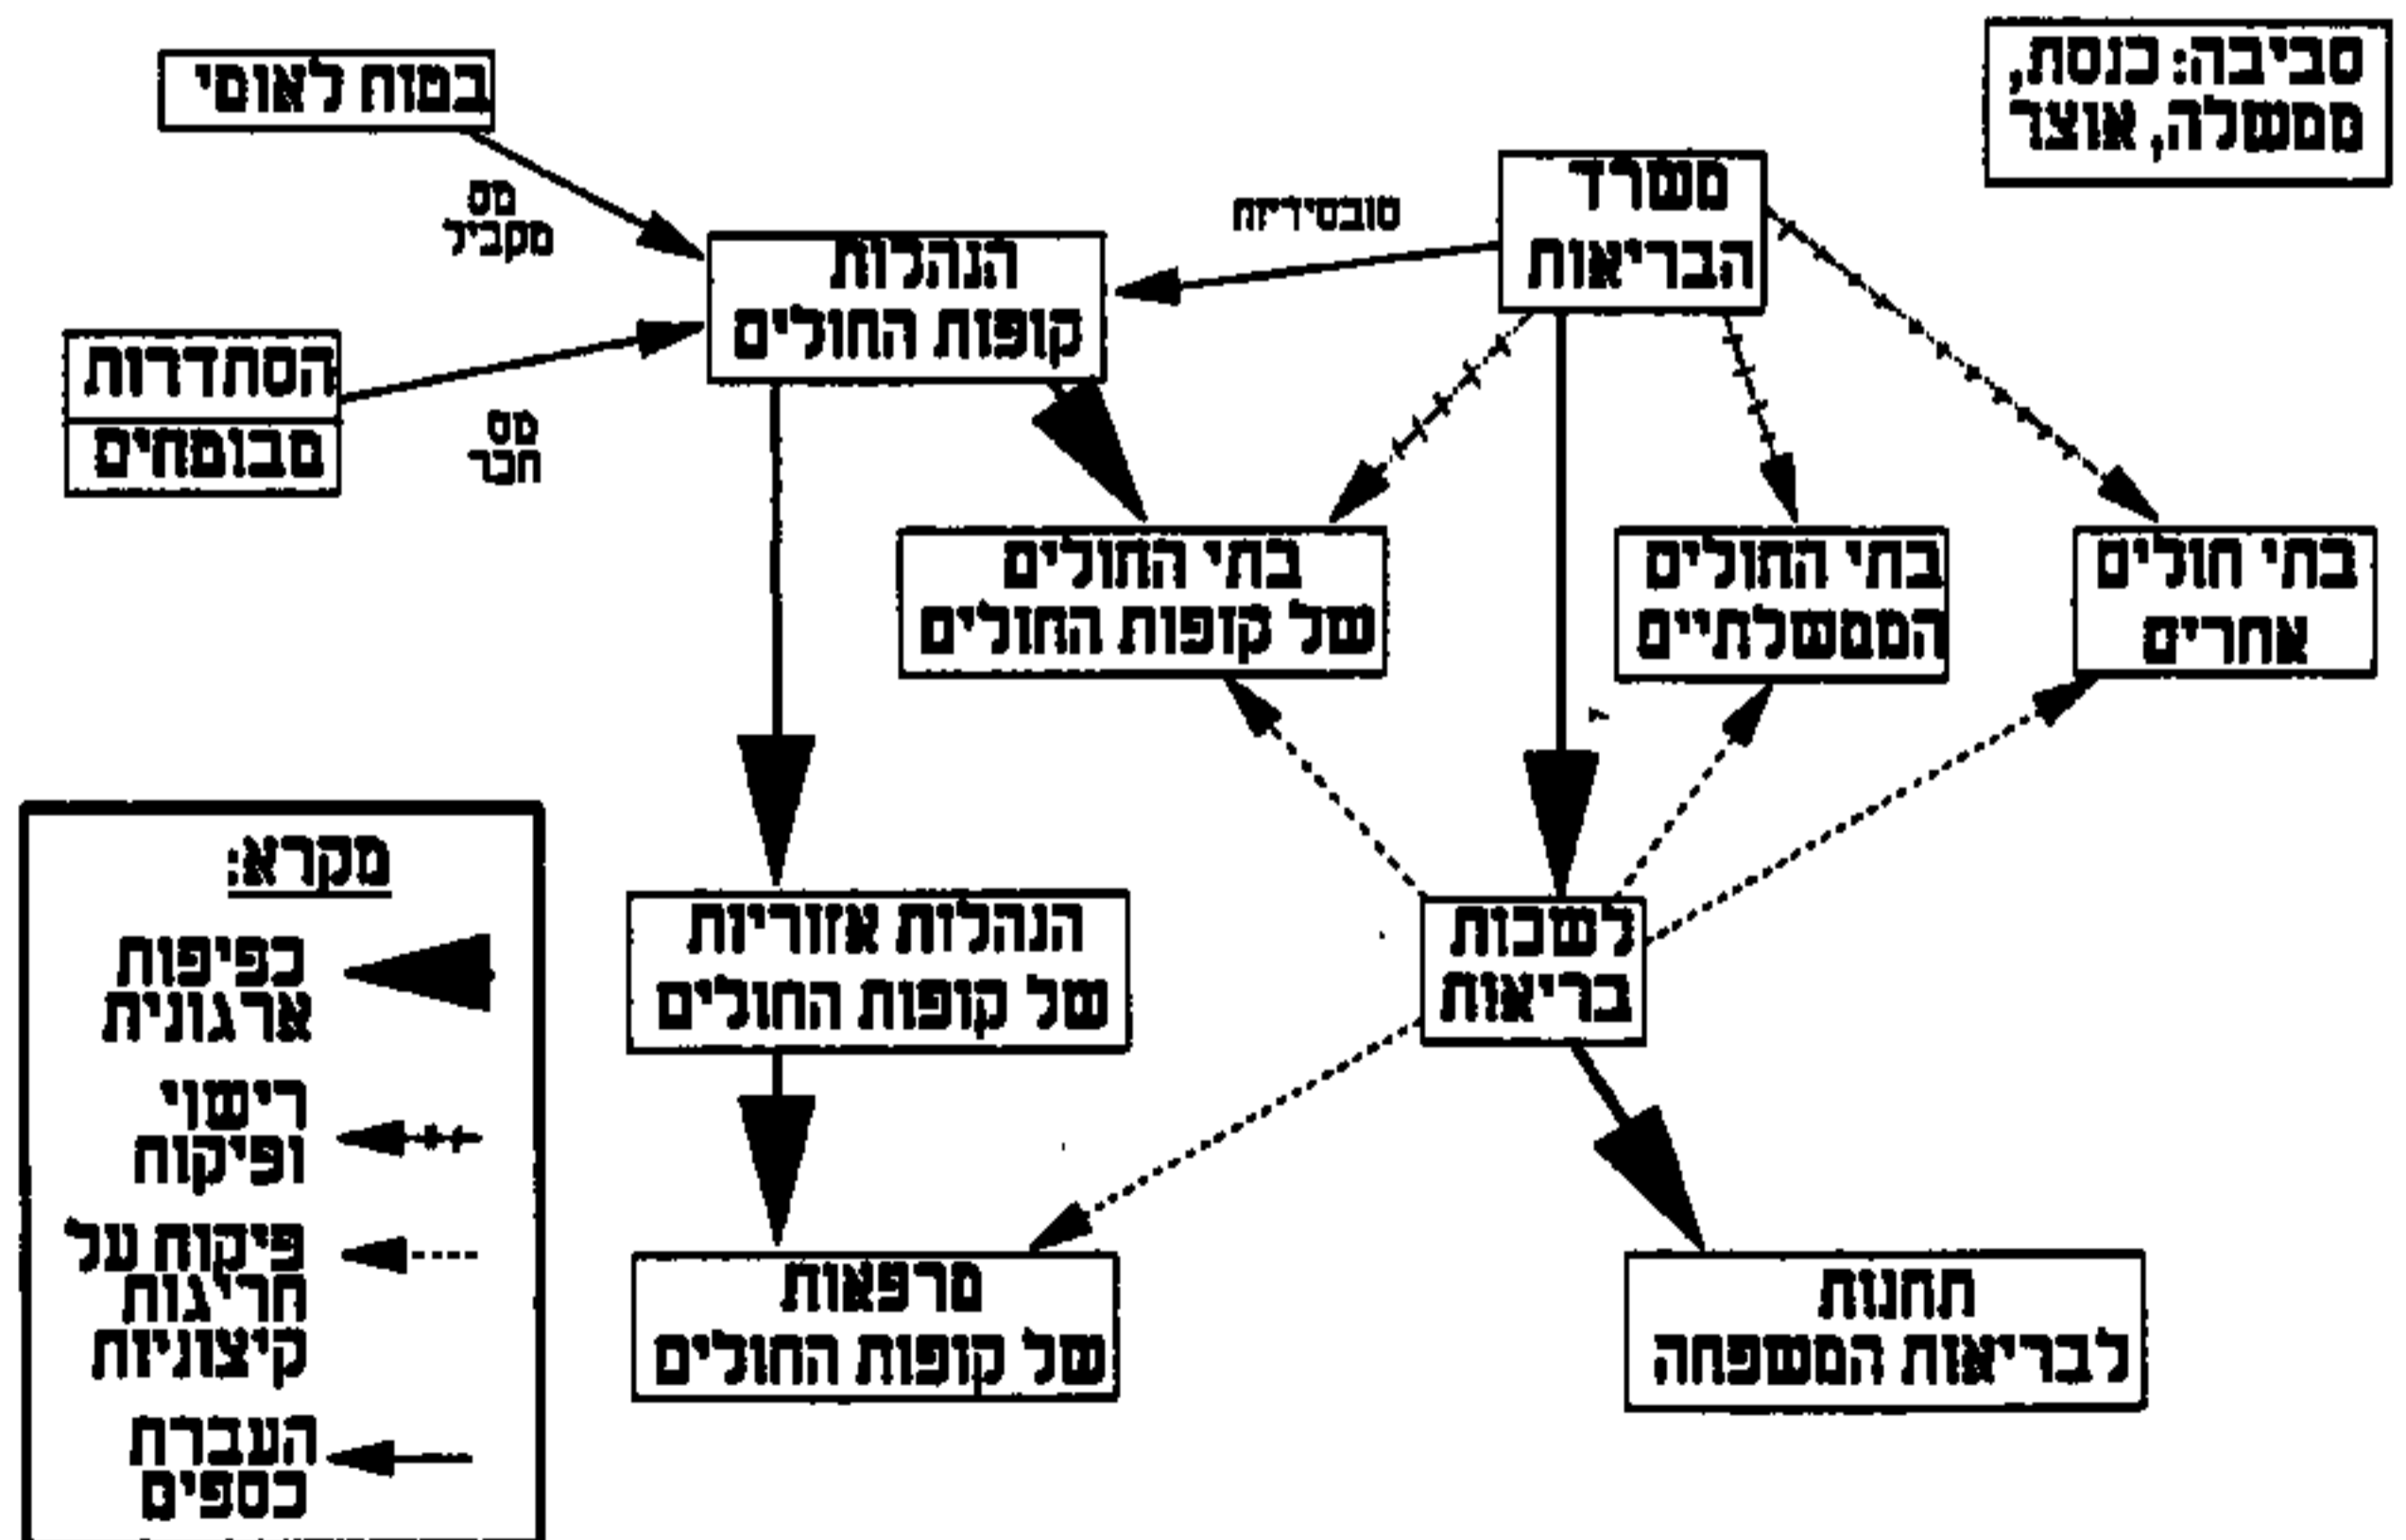 סביבה: כנסת,
ממשלה, אוצר
בטוח לאומי
משרד
הבריאות
סובסידיות
מס
מקביל
הנהלות
קופות החולים
הסתדרות
מבוטחים
מס
חבר
בתי חולים
אחרים
בתי החולים
הממשלתיים
בתי החולים
של קופות החולים
לשכות
בריאות
הנהלות אזוריות
של קופות החולים
תחנות
לבריאות המשפחה
מרפאות
של קופות החולים
מקרא:
כפיפות
ארגונית
רישוי
ופיקוח
פיקוח על
חריגות
קיצוניות
העברת
כספים